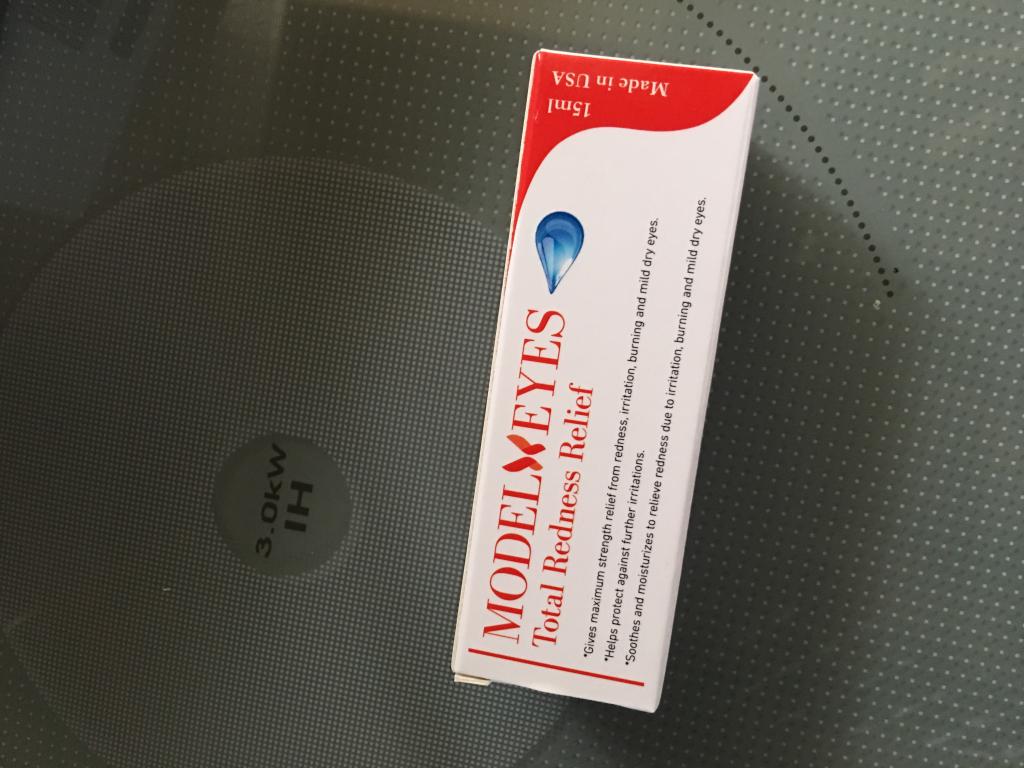 MODEL EYES
Total Redness Relief
*Gives maximum strength relief from redness, irritation, burning and mild dry eyes.
*Helps protect against further irritations.
*Soothes and moisturizes to relieve redness due to irritation, burning and mild dry eyes.
15ml
Made in USA
3.0kW
IH